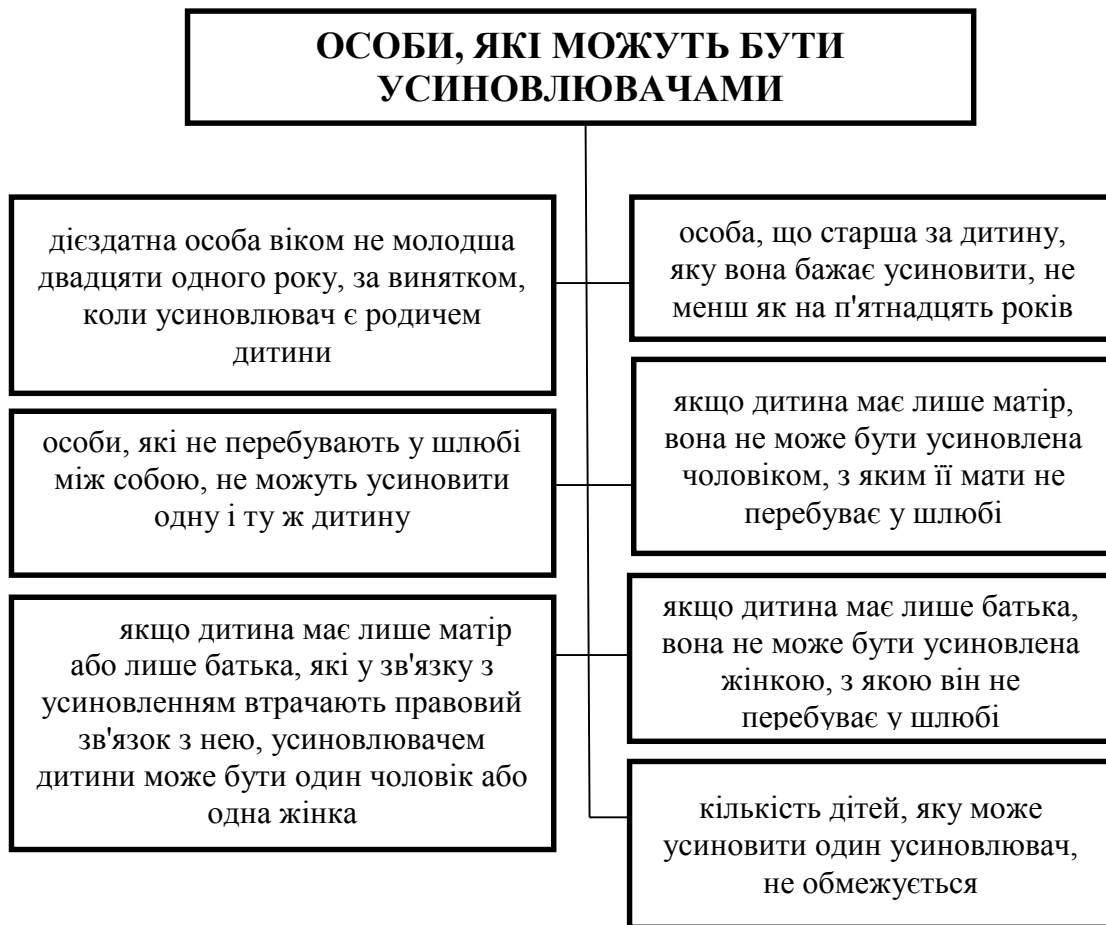 ОСОБИ, ЯКІ МОЖУТЬ БУТИ
УСИНОВЛЮВАЧАМИ
дієздатна особа віком не молодша
двадцяти одного року, за винятком,
коли усиновлювач є родичем
дитини
особа, що старша за дитину,
яку вона бажає усиновити, не
менш як на п'ятнадцять років
особи, які не перебувають у шлюбі
між собою, не можуть усиновити
одну і ту ж дитину
якщо дитина має лише матір,
вона не може бути усиновлена
чоловіком, з яким її мати не
перебуває у шлюбі
якщо дитина має лише матір
або лише батька, які у зв'язку з
усиновленням втрачають правовий
зв'язок з нею, усиновлювачем
дитини може бути один чоловік або
одна жінка
якщо дитина має лише батька,
вона не може бути усиновлена
жінкою, з якою він не
перебуває у шлюбі
кількість дітей, яку може
усиновити один усиновлювач,
не обмежується